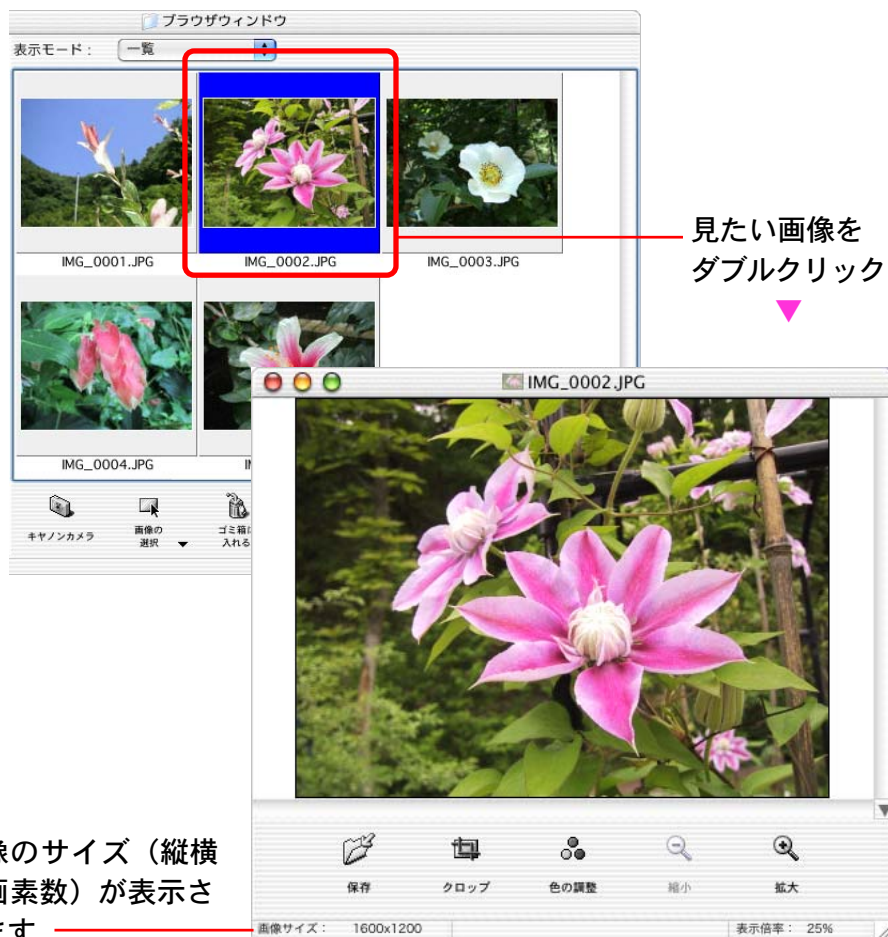 ブラウザウィンドウ
表示モード： 一覧
IMG_0001.JPG IMG_0002.JPG IMG_0003.JPG
見たい画像を
ダブルクリック
▼
IMG_0004.JPG
キヤノンカメラ
画像の
選択
ゴミ箱に
入れる
IMG_0002.JPG
保存 クロップ 色の調整 縮小 拡大
画像サイズ： 1600x1200 表示倍率： 25%
像のサイズ（縦横
画素数）が表示さ
ます